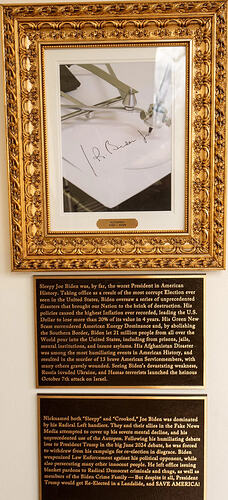 Sleepy Joe Biden was, by far, the worst President in American
History. Taking office as a result of the most corrupt Election ever
seen in the United States, Biden oversaw a series of unprecedented
disasters that brought our Nation to the brink of destruction. His
policies caused the highest Inflation ever recorded, leading the U.S.
Dollar to lose more than 20% of its value in 4 years. His Green New
Scam surrendered American Energy Dominance and, by abolishing
the Southern Border, Biden let 21 million people from all over the
World pour into the United States, including from prisons, jails,
mental institutions, and insane asylums. His Afghanistan Disaster
was among the most humiliating events in American History, and
resulted in the murder of 13 brave American Servicemembers, with
many others gravely wounded. Seeing Biden's devastating weakness,
Russia invaded Ukraine, and Hamas terrorists launched the heinous
October 7th attack on Israel.
Nicknamed both "Sleepy" and "Crooked," Joe Biden was dominated
by his Radical Left handlers. They and their allies in the Fake News
Media attempted to cover up his severe mental decline, and his
unprecedented use of the Autopen. Following his humiliating debate
loss to President Trump in the big June 2024 debate, he was forced
to withdraw from his campaign for re-election in disgrace. Biden
weaponized Law Enforcement against his political opponent, while
also persecuting many other innocent people. He left office issuing
blanket pardons to Radical Democrat criminals and thugs, as well as
members of the Biden Crime Family — But despite it all, President
Trump would get Re-Elected in a Landslide, and SAVE AMERICA!